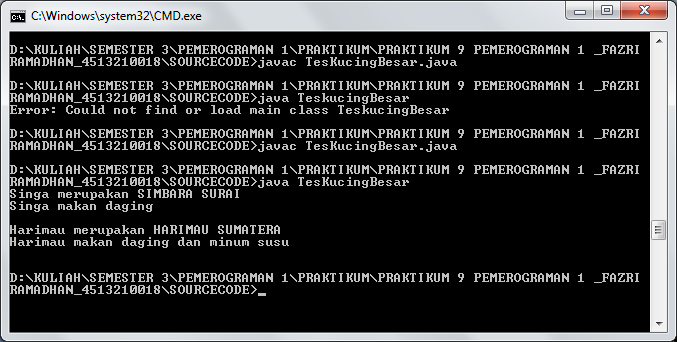 C:\Windows\system32\CMD.exe
D:\KULIAH\SEMESTER 3\PEMEROGRAMAN 1\PRAKTIKUM\PRAKTIKUM 9 PEMEROGRAMAN 1 _FAZRI
RAMADHAN_4513210018\SOURCECODE>javac TesKucingBesar.java
D:\KULIAH\SEMESTER 3\PEMEROGRAMAN 1\PRAKTIKUM\PRAKTIKUM 9 PEMEROGRAMAN 1 _FAZRI
RAMADHAN_4513210018\SOURCECODE>java TeskucingBesar
Error: Could not find or load main class TeskucingBesar
D:\KULIAH\SEMESTER 3\PEMEROGRAMAN 1\PRAKTIKUM\PRAKTIKUM 9 PEMEROGRAMAN 1 _FAZRI
RAMADHAN_4513210018\SOURCECODE>javac TesKucingBesar.java
D:\KULIAH\SEMESTER 3\PEMEROGRAMAN 1\PRAKTIKUM\PRAKTIKUM 9 PEMEROGRAMAN 1 _FAZRI
RAMADHAN_4513210018\SOURCECODE>java TesKucingBesar
Singa merupakan SIMBARA SURAI
Singa makan daging
Harimau merupakan HARIMAU SUMATERA
Harimau makan daging dan minum susu
D:\KULIAH\SEMESTER 3\PEMEROGRAMAN 1\PRAKTIKUM\PRAKTIKUM 9 PEMEROGRAMAN 1 _FAZRI
RAMADHAN_4513210018\SOURCECODE>_